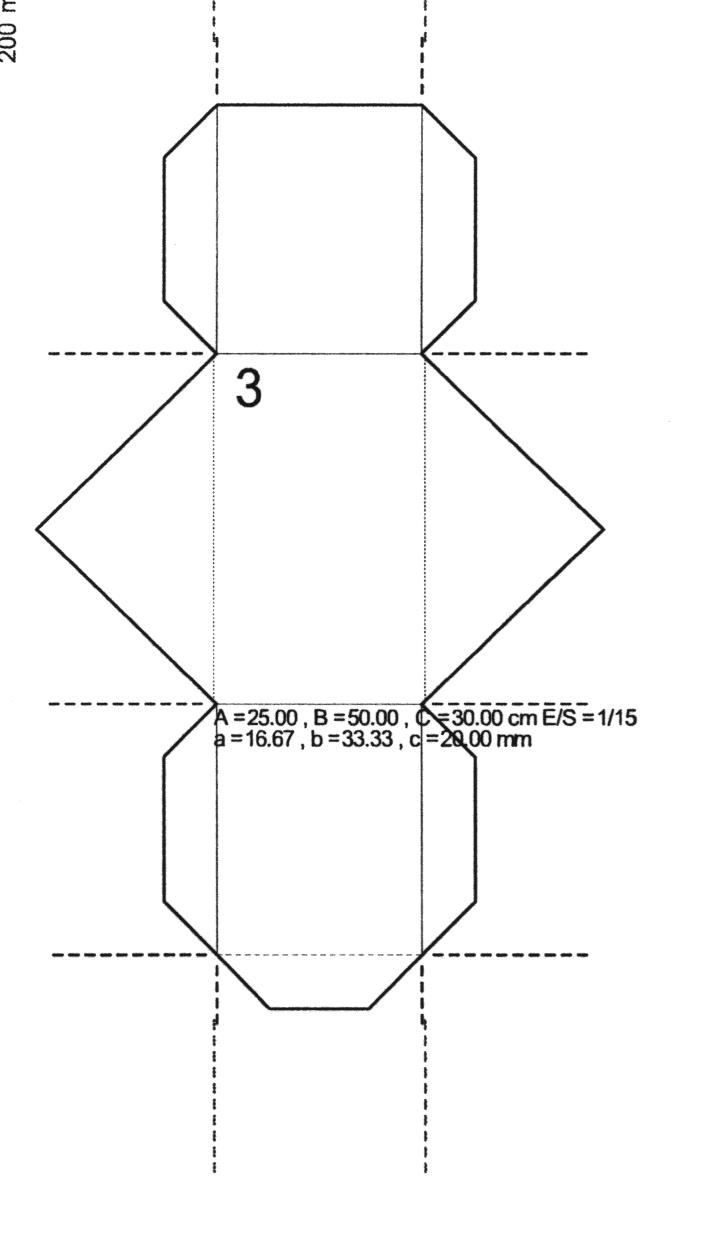 200 m
3
A =25.00 , B =50.00 , C =30.00 cm E/S =1/15
a =16.67 , b =33.33 , c =20.00 mm